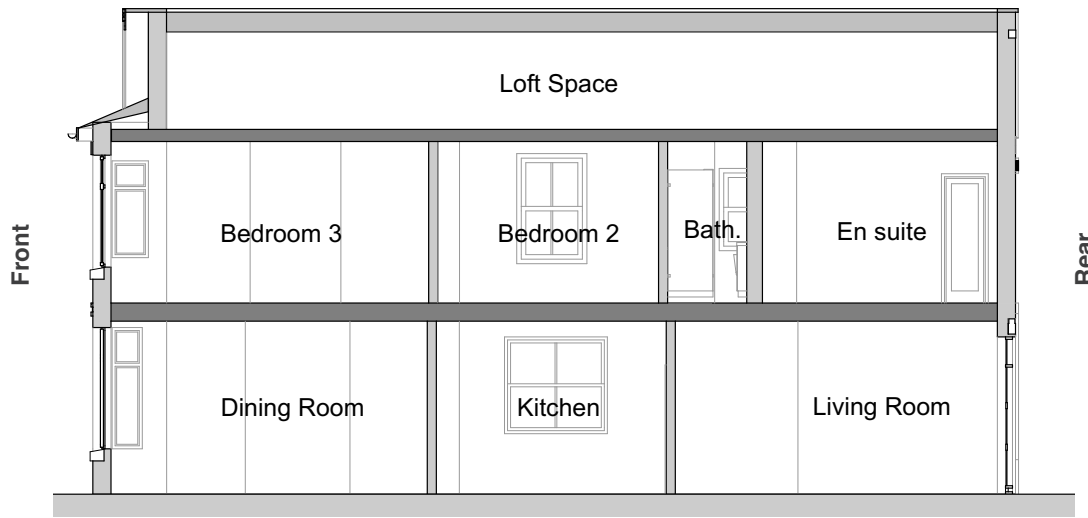 Loft Space
Front
Bedroom 3
Bedroom 2
Bath.
En suite
Rear
Dining Room
Kitchen
Living Room